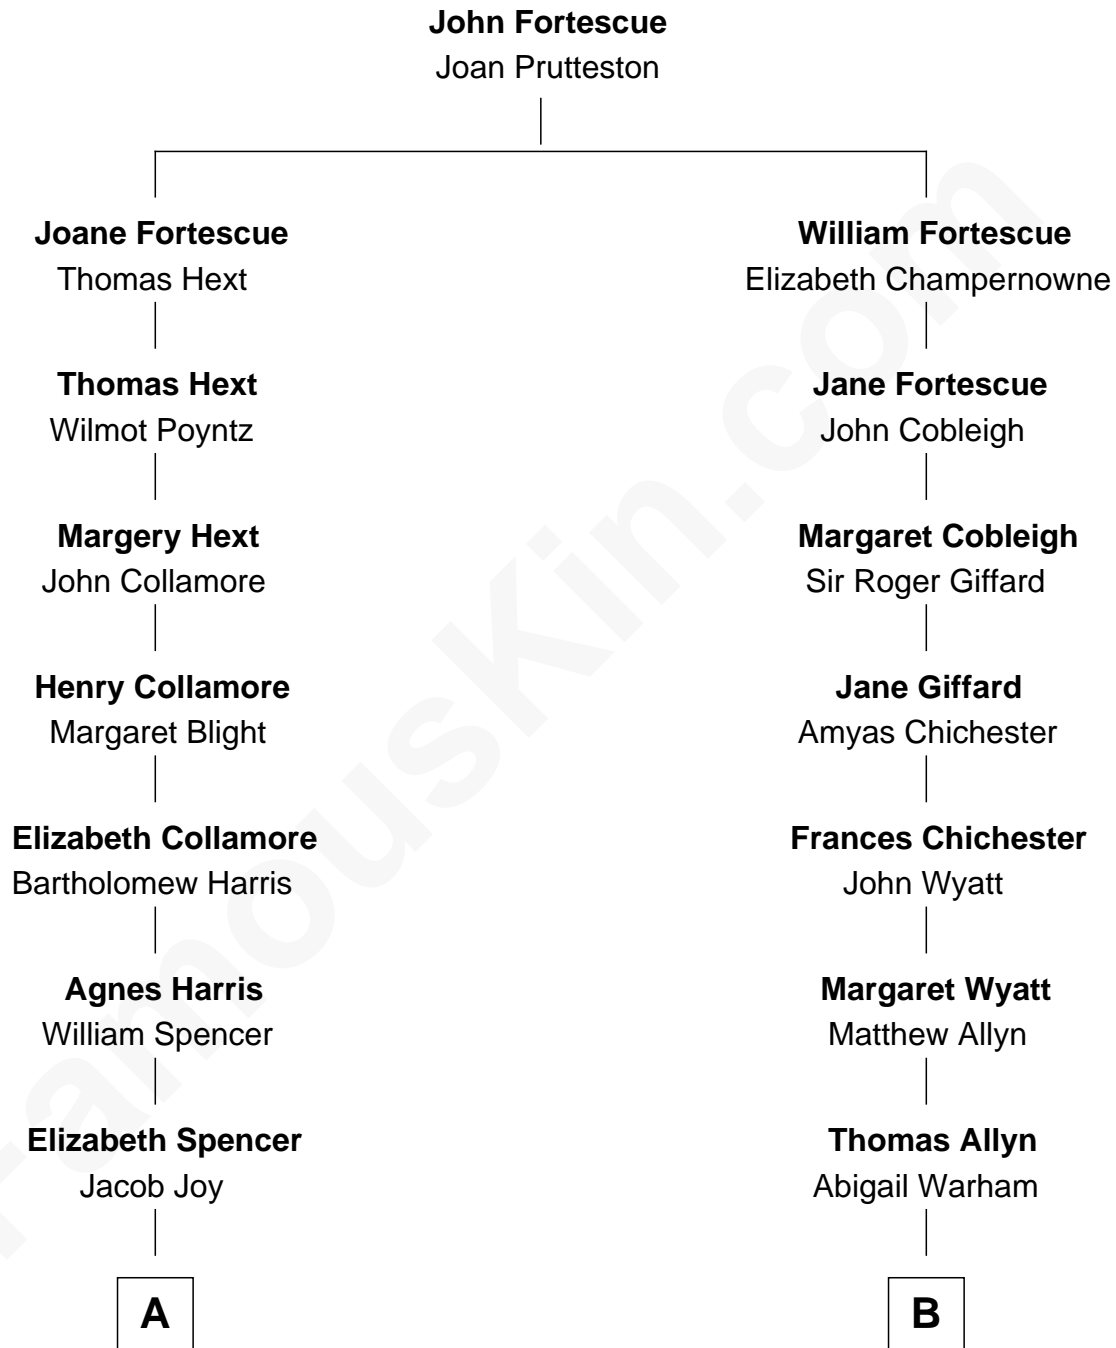 John Fortescue
Joan Prutteston
Joane Fortescue
Thomas Hext
William Fortescue
Elizabeth Champernowne
Thomas Hext
Wilmot Poyntz
Jane Fortescue
John Cobleigh
Margery Hext
John Collamore
Margaret Cobleigh
Sir Roger Giffard
Henry Collamore
Margaret Blight
Jane Giffard
Amyas Chichester
Elizabeth Collamore
Bartholomew Harris
Frances Chichester
John Wyatt
Agnes Harris
William Spencer
Margaret Wyatt
Matthew Allyn
Elizabeth Spencer
Jacob Joy
Thomas Allyn
Abigail Warham
A
B
FamousKin.com